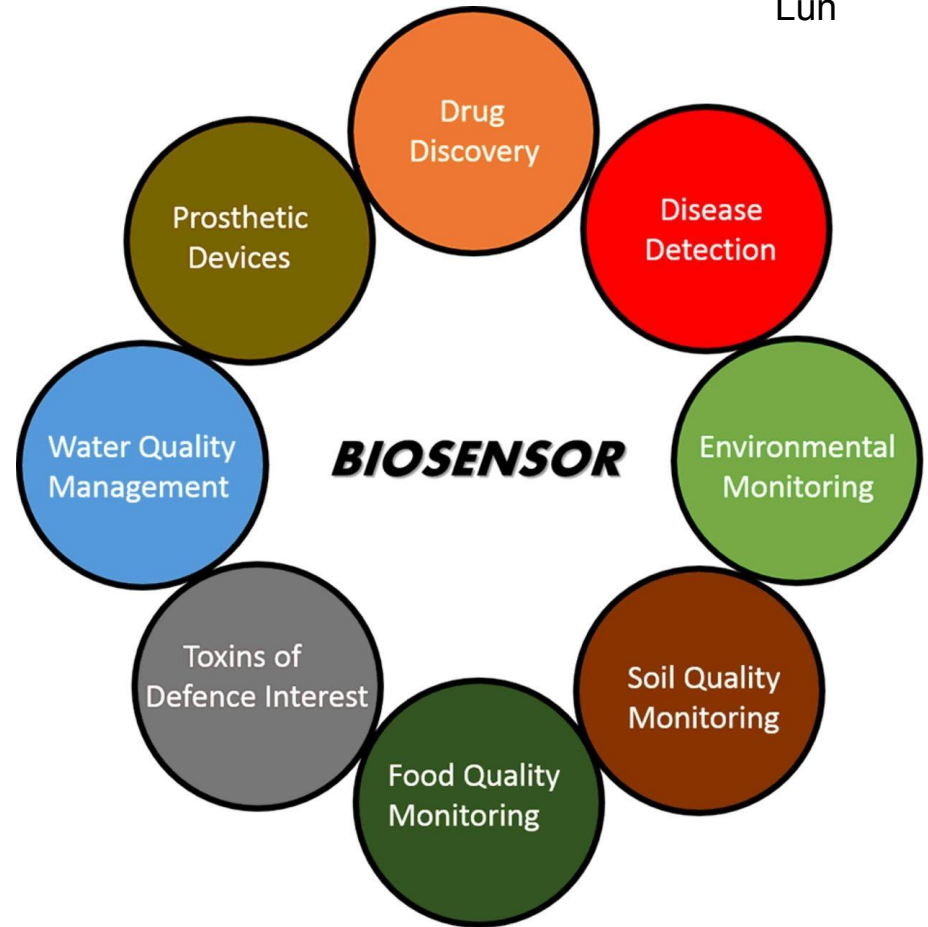 Lun
Drug
Discovery
Disease
Detection
Environmental
Monitoring
Soil Quality
Monitoring
Food Quality
Monitoring
Toxins of
Defence Interest
Water Quality
Management
Prosthetic
Devices
BIOSENSOR